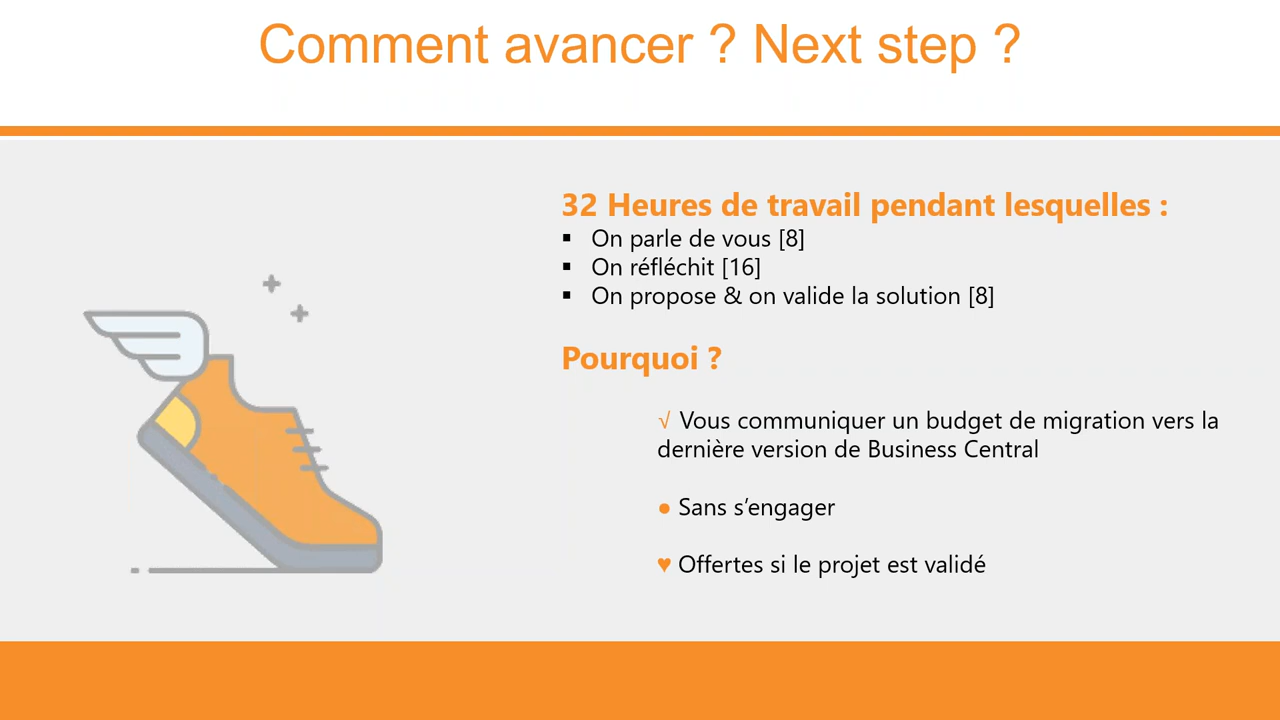 Comment avancer ? Next step ?
32 Heures de travail pendant lesquelles :
▪ On parle de vous [8]
▪ On réfléchit [16]
▪ On propose & on valide la solution [8]
Pourquoi ?
√ Vous communiquer un budget de migration vers la
dernière version de Business Central
● Sans s’engager
♥ Offertes si le projet est validé